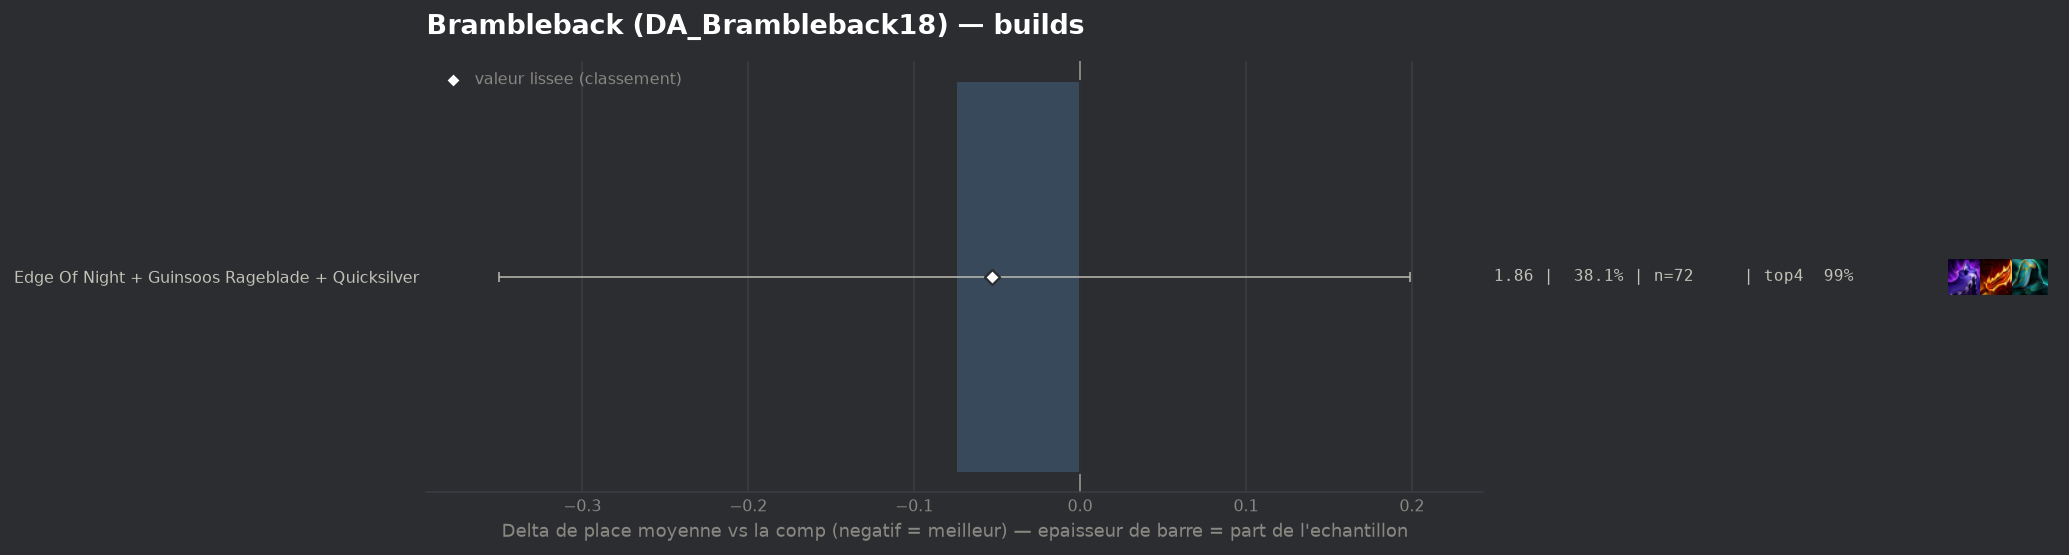 Brambleback (DA_Brambleback18) — builds
valeur lissee (classement)
Edge Of Night + Guinsoos Rageblade + Quicksilver
1.86 | 38.1% | n=72 | top4 99%
−0.3 −0.2 −0.1 0.0 0.1 0.2
Delta de place moyenne vs la comp (negatif = meilleur) — epaisseur de barre = part de l'echantillon